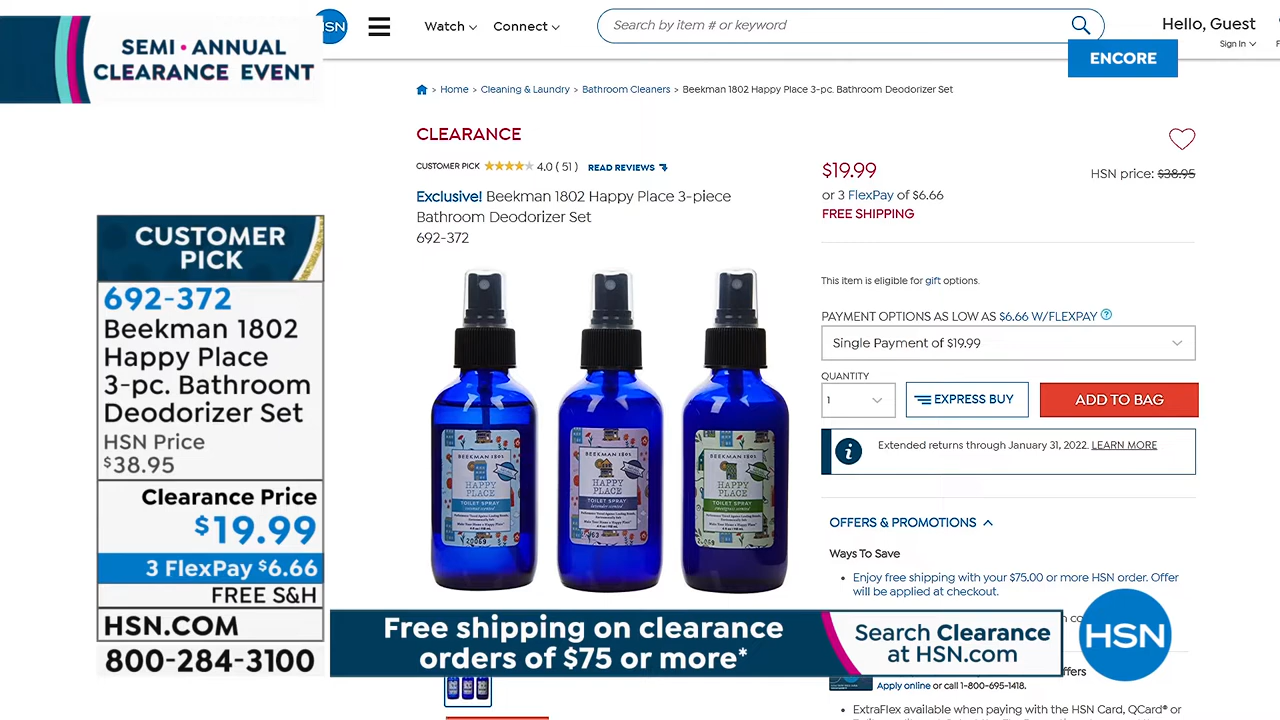 SEMI • ANNUAL
CLEARANCE EVENT
HSN
Watch
Connect
Search by item # or keyword
Hello, Guest
Sign In
ENCORE
Home > Cleaning & Laundry > Bathroom Cleaners > Beekman 1802 Happy Place 3-pc. Bathroom Deodorizer Set
CLEARANCE
CUSTOMER PICK 4.0 ( 51 ) READ REVIEWS
Exclusive! Beekman 1802 Happy Place 3-piece
Bathroom Deodorizer Set
692-372
$19.99
HSN price: $38.95
or 3 FlexPay of $6.66
FREE SHIPPING
This item is eligible for gift options.
PAYMENT OPTIONS AS LOW AS $6.66 W/FLEXPAY ?
Single Payment of $19.99
QUANTITY
1
EXPRESS BUY
ADD TO BAG
i
Extended returns through January 31, 2022. LEARN MORE
OFFERS & PROMOTIONS
Ways To Save
• Enjoy free shipping with your $75.00 or more HSN order. Offer
will be applied at checkout.
Apply online or call 1-800-695-1418.
• ExtraFlex available when paying with the HSN Card, QCard® or
CUSTOMER
PICK
692-372
Beekman 1802
Happy Place
3-pc. Bathroom
Deodorizer Set
HSN Price
$38.95
Clearance Price
$19.99
3 FlexPay $6.66
FREE S&H
HSN.COM
800-284-3100
BEEKMAN 1802
HAPPY
PLACE
TOILET SPRAY
coconut scented
BEEKMAN 1802
HAPPY
PLACE
TOILET SPRAY
lavender scented
BEEKMAN 1802
HAPPY
PLACE
TOILET SPRAY
Free shipping on clearance
orders of $75 or more*
Search Clearance
at HSN.com
HSN